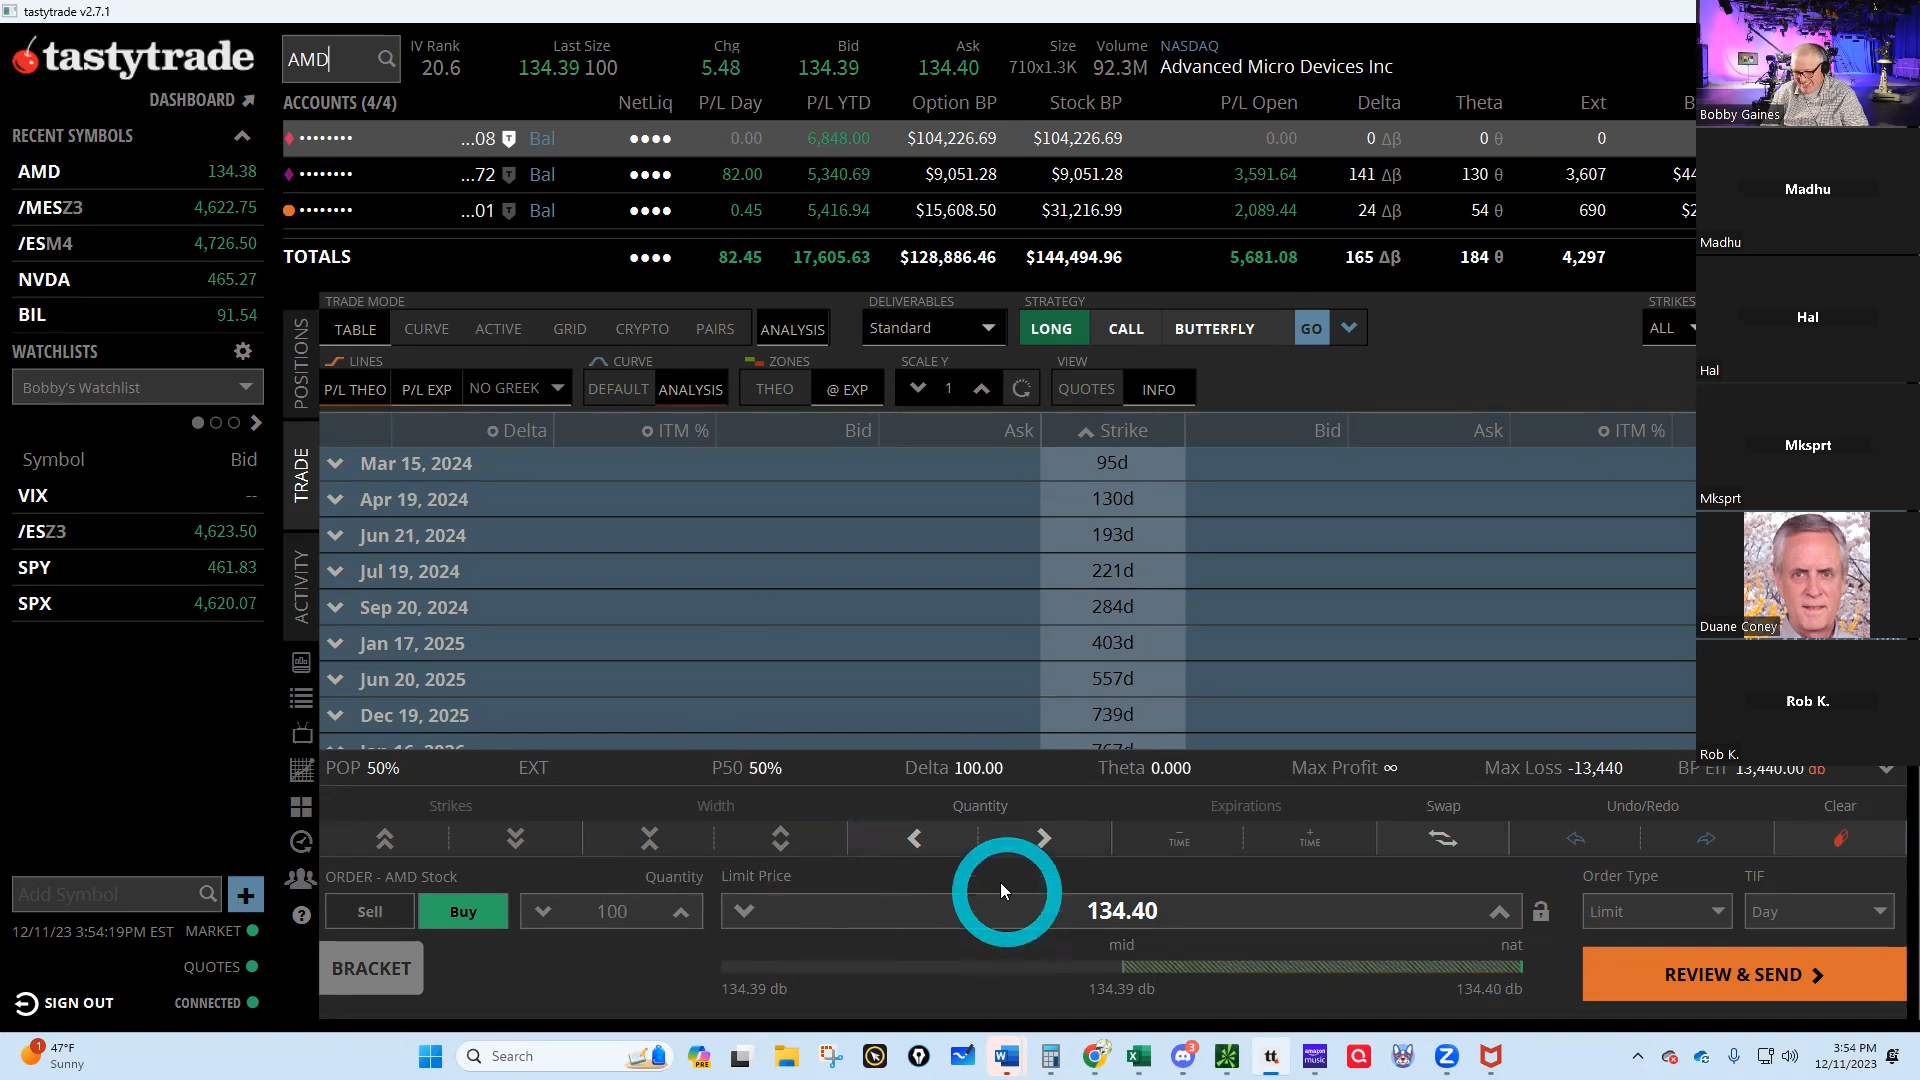 tastytrade v2.7.1
tastytrade
DASHBOARD
AMD
IV Rank
20.6
Last Size
134.39 100
Chg
5.48
Bid
134.39
Ask
134.40
Size
710x1.3K
Volume
92.3M
NASDAQ
Advanced Micro Devices Inc
ACCOUNTS (4/4) NetLiq P/L Day P/L YTD Option BP Stock BP P/L Open Delta Theta Ext
...08 Bal 0.00 6,848.00 $104,226.69 $104,226.69 0.00 0 Δβ 0 θ 0
...72 Bal 82.00 5,340.69 $9,051.28 $9,051.28 3,591.64 141 Δβ 130 θ 3,607 $44
...01 Bal 0.45 5,416.94 $15,608.50 $31,216.99 2,089.44 24 Δβ 54 θ 690
TOTALS 82.45 17,605.63 $128,886.46 $144,494.96 5,681.08 165 Δβ 184 θ 4,297
RECENT SYMBOLS
AMD 134.38
/MESZ3 4,622.75
/ESM4 4,726.50
NVDA 465.27
BIL 91.54
WATCHLISTS
Bobby's Watchlist
Symbol Bid
VIX --
/ESZ3 4,623.50
SPY 461.83
SPX 4,620.07
Add Symbol
12/11/23 3:54:19PM EST MARKET
QUOTES
SIGN OUT CONNECTED
POSITIONS
TRADE
ACTIVITY
TRADE MODE DELIVERABLES STRATEGY STRIKES
TABLE CURVE ACTIVE GRID CRYPTO PAIRS ANALYSIS Standard LONG CALL BUTTERFLY GO ALL
LINES CURVE ZONES SCALE Y VIEW
P/L THEO P/L EXP NO GREEK DEFAULT ANALYSIS THEO @ EXP 1 QUOTES INFO
Delta ITM % Bid Ask Strike Bid Ask ITM %
Mar 15, 2024 95d
Apr 19, 2024 130d
Jun 21, 2024 193d
Jul 19, 2024 221d
Sep 20, 2024 284d
Jan 17, 2025 403d
Jun 20, 2025 557d
Dec 19, 2025 739d
POP 50% EXT P50 50% Delta 100.00 Theta 0.000 Max Profit ∞ Max Loss -13,440 BP Eff 13,440.00 db
Strikes Width Quantity Expirations Swap Undo/Redo Clear
TIME TIME
ORDER - AMD Stock Quantity Limit Price Order Type TIF
Sell Buy 100 134.40 Limit Day
mid nat
BRACKET
REVIEW & SEND
134.39 db 134.39 db 134.40 db
Bobby Gaines
Madhu
Madhu
Hal
Hal
Mksprt
Mksprt
Duane Coney
Rob K.
Rob K.
1
47°F
Sunny
Search
PRE
3
tt
amazon music
3:54 PM
12/11/2023